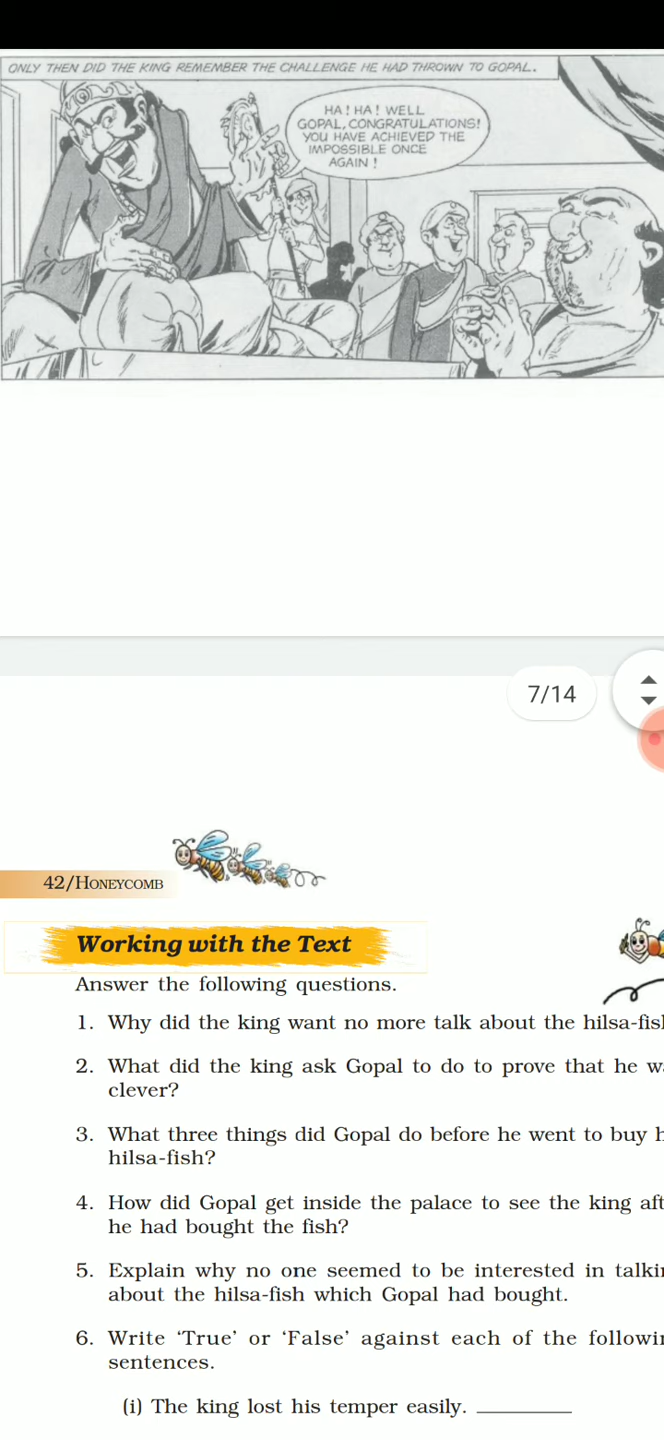 ONLY THEN DID THE KING REMEMBER THE CHALLENGE HE HAD THROWN TO GOPAL.
HA! HA! WELL
GOPAL, CONGRATULATIONS!
YOU HAVE ACHIEVED THE
IMPOSSIBLE ONCE
AGAIN!
7/14
42/HONEYCOMB
Working with the Text
Answer the following questions.
1. Why did the king want no more talk about the hilsa-fis
2. What did the king ask Gopal to do to prove that he w
clever?
3. What three things did Gopal do before he went to buy h
hilsa-fish?
4. How did Gopal get inside the palace to see the king aft
he had bought the fish?
5. Explain why no one seemed to be interested in talki
about the hilsa-fish which Gopal had bought.
6. Write ‘True’ or ‘False’ against each of the followi
sentences.
(i) The king lost his temper easily. ________